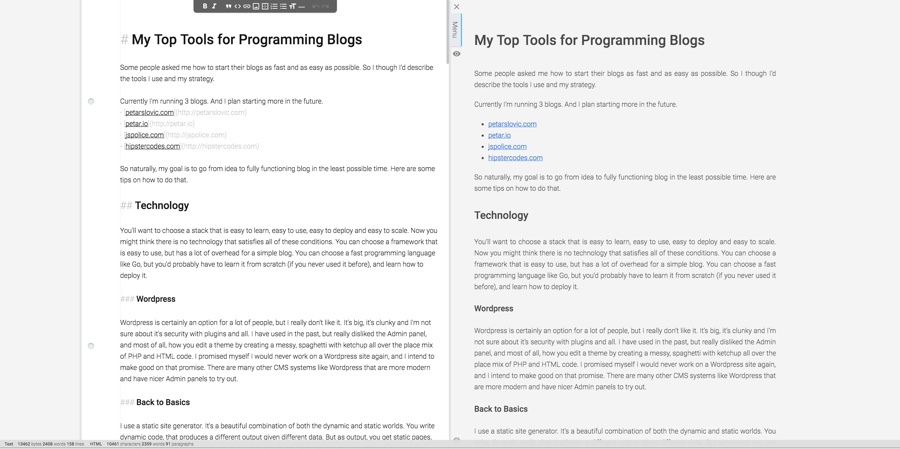 # My Top Tools for Programming Blogs
Some people asked me how to start their blogs as fast and as easy as possible. So I though I'd describe
the tools I use and my strategy.
Currently I'm running 3 blogs. And I plan starting more in the future.
- [petarslovic.com](http://petarslovic.com)
- [petar.io](http://petar.io)
- [jspolice.com](http://jspolice.com)
- [hipstercodes.com](http://hipstercodes.com)
So naturally, my goal is to go from idea to fully functioning blog in the least possible time. Here are some
tips on how to do that.
## Technology
You'll want to choose a stack that is easy to learn, easy to use, easy to deploy and easy to scale. Now you
might think there is no technology that satisfies all of these conditions. You can choose a framework that
is easy to use, but has a lot of overhead for a simple blog. You can choose a fast programming language
like Go, but you'd probably have to learn it from scratch (if you never used it before), and learn how to
deploy it.
### Wordpress
Wordpress is certainly an option for a lot of people, but I really don't like it. It's big, it's clunky and I'm not
sure about it's security with plugins and all. I have used in the past, but really disliked the Admin panel,
and most of all, how you edit a theme by creating a messy, spaghetti with ketchup all over the place mix
of PHP and HTML code. I promised myself I would never work on a Wordpress site again, and I intend to
make good on that promise. There are many other CMS systems like Wordpress that are more modern
and have nicer Admin panels to try out.
### Back to Basics
I use a static site generator. It's a beautiful combination of both the dynamic and static worlds. You write
dynamic code, that produces a different output given different data. But as output, you get static pages,
Text 13462 bytes 2408 words 158 lines HTML 10461 characters 2359 words 91 paragraphs
Menu
My Top Tools for Programming Blogs
Some people asked me how to start their blogs as fast and as easy as possible. So I though I'd
describe the tools I use and my strategy.
Currently I'm running 3 blogs. And I plan starting more in the future.
• petarslovic.com
• petar.io
• jspolice.com
• hipstercodes.com
So naturally, my goal is to go from idea to fully functioning blog in the least possible time. Here are
some tips on how to do that.
Technology
You'll want to choose a stack that is easy to learn, easy to use, easy to deploy and easy to scale.
Now you might think there is no technology that satisfies all of these conditions. You can choose a
framework that is easy to use, but has a lot of overhead for a simple blog. You can choose a fast
programming language like Go, but you'd probably have to learn it from scratch (if you never used it
before), and learn how to deploy it.
Wordpress
Wordpress is certainly an option for a lot of people, but I really don't like it. It's big, it's clunky and I'm
not sure about it's security with plugins and all. I have used in the past, but really disliked the Admin
panel, and most of all, how you edit a theme by creating a messy, spaghetti with ketchup all over the
place mix of PHP and HTML code. I promised myself I would never work on a Wordpress site again,
and I intend to make good on that promise. There are many other CMS systems like Wordpress that
are more modern and have nicer Admin panels to try out.
Back to Basics
I use a static site generator. It's a beautiful combination of both the dynamic and static worlds. You